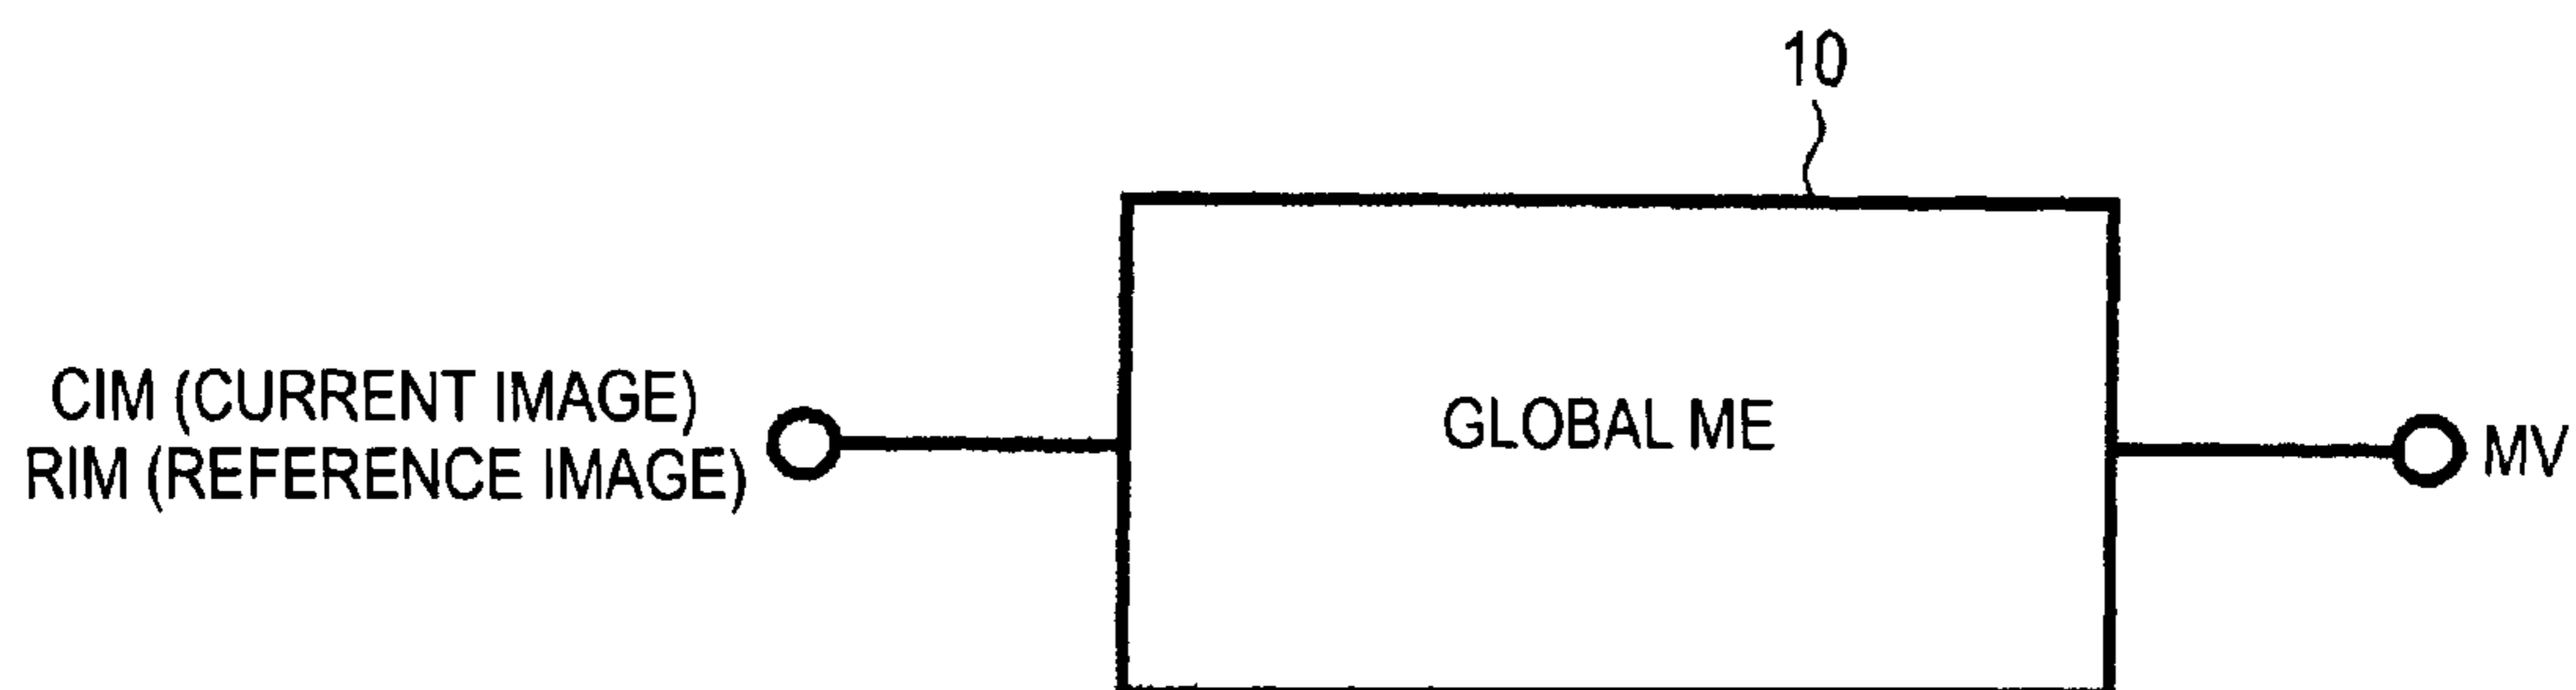 10
CIM (CURRENT IMAGE)
RIM (REFERENCE IMAGE)
GLOBAL ME
MV